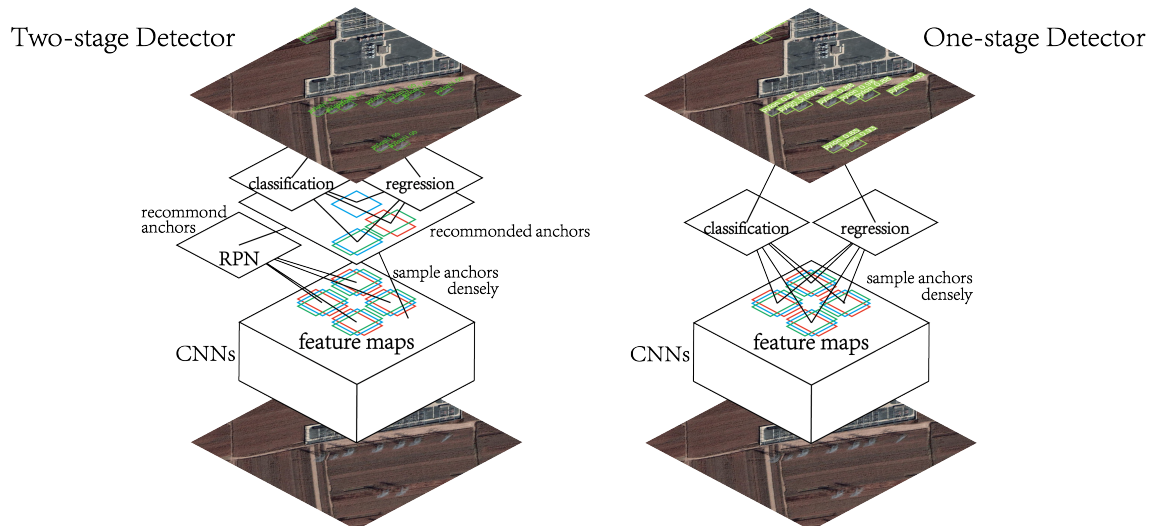 Two-stage Detector
classification
regression
recommond
anchors
RPN
recommonded anchors
sample anchors
densely
feature maps
CNNs
One-stage Detector
classification
regression
sample anchors
densely
feature maps
CNNs